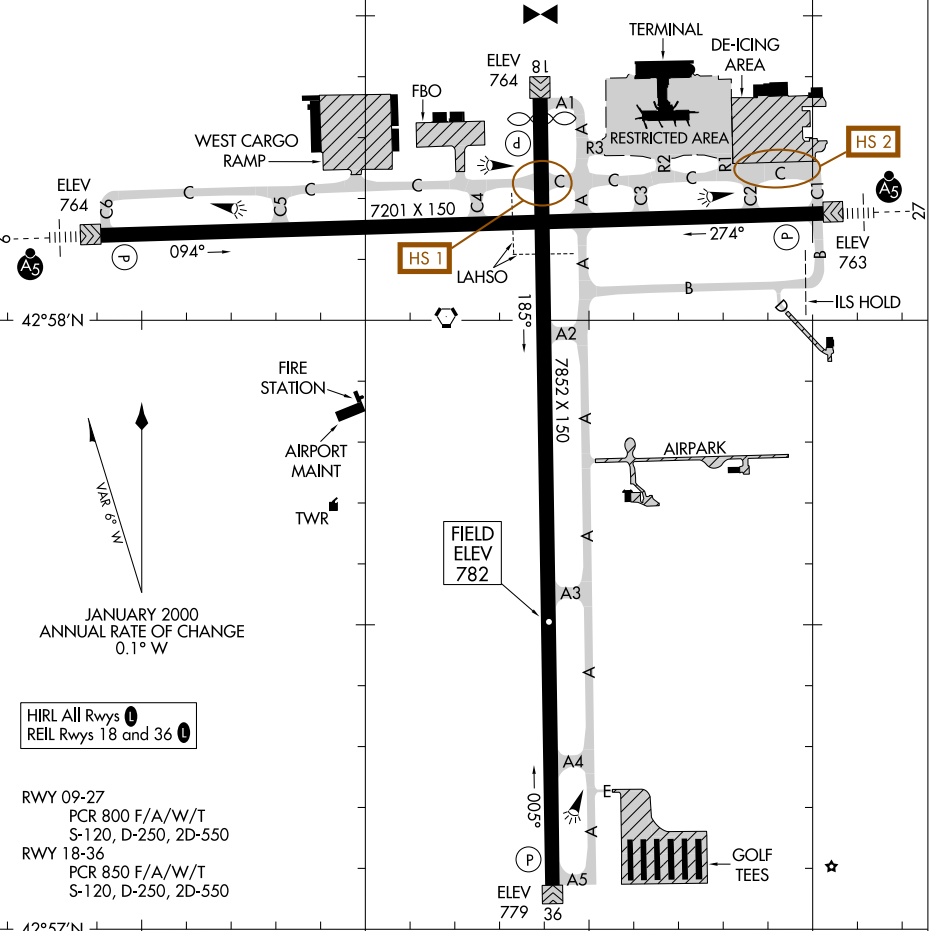 TERMINAL
ELEV
764
18
DE-ICING
AREA
FBO
A1
A
WEST CARGO
RAMP
P
R3
RESTRICTED AREA
R2
R1
HS 2
ELEV
764
C
C
C
C
C
C
C
C6
C5
C4
A
C3
C2
C1
A5
7201 X 150
9
27
094°
274°
P
P
ELEV
763
A5
HS 1
LAHSO
A
B
B
ILS HOLD
185°
42°58'N
A2
FIRE
STATION
7852 X 150
A
AIRPORT
MAINT
AIRPARK
VAR 6° W
TWR
A
FIELD
ELEV
782
A3
JANUARY 2000
ANNUAL RATE OF CHANGE
0.1° W
A
HIRL All Rwys L
REIL Rwys 18 and 36 L
A4
005°
E
RWY 09-27
PCR 800 F/A/W/T
S-120, D-250, 2D-550
RWY 18-36
PCR 850 F/A/W/T
S-120, D-250, 2D-550
A
P
GOLF
TEES
A5
ELEV
779
36
42°57'N